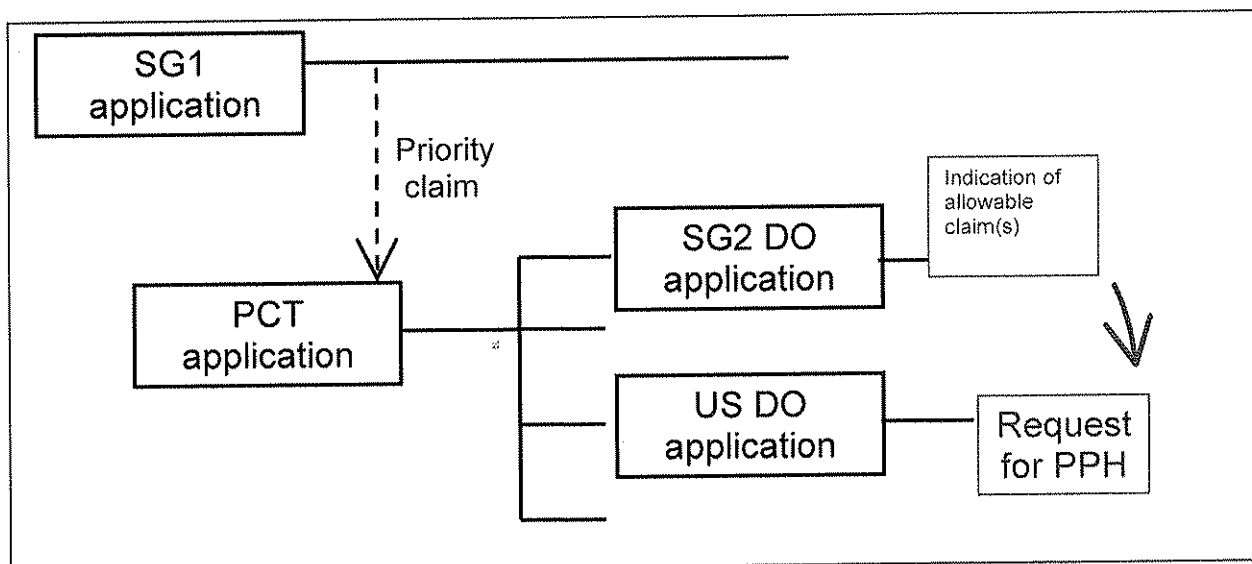 SG1
application
Priority
claim
Indication of
allowable
claim(s)
SG2 DO
application
PCT
application
US DO
application
Request
for PPH